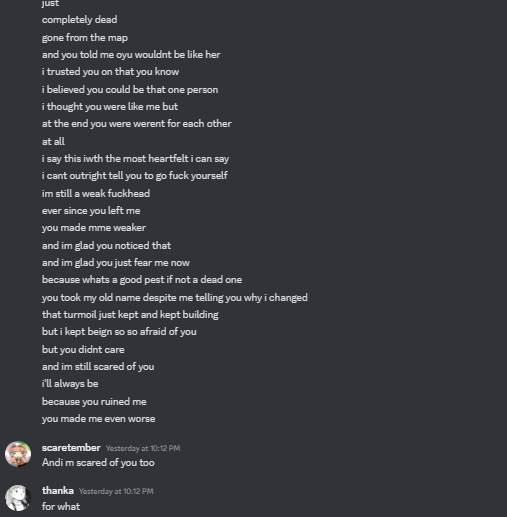 just
completely dead
gone from the map
and you told me oyu wouldnt be like her
i trusted you on that you know
i believed you could be that one person
i thought you were like me but
at the end you were werent for each other
at all
i say this iwth the most heartfelt i can say
i cant outright tell you to go fuck yourself
im still a weak fuckhead
ever since you left me
you made mme weaker
and im glad you noticed that
and im glad you just fear me now
because whats a good pest if not a dead one
you took my old name despite me telling you why i changed
that turmoil just kept and kept building
but i kept beign so so afraid of you
but you didnt care
and im still scared of you
i'll always be
because you ruined me
you made me even worse
scaretember Yesterday at 10:12 PM
Andi m scared of you too
thanka Yesterday at 10:12 PM
for what